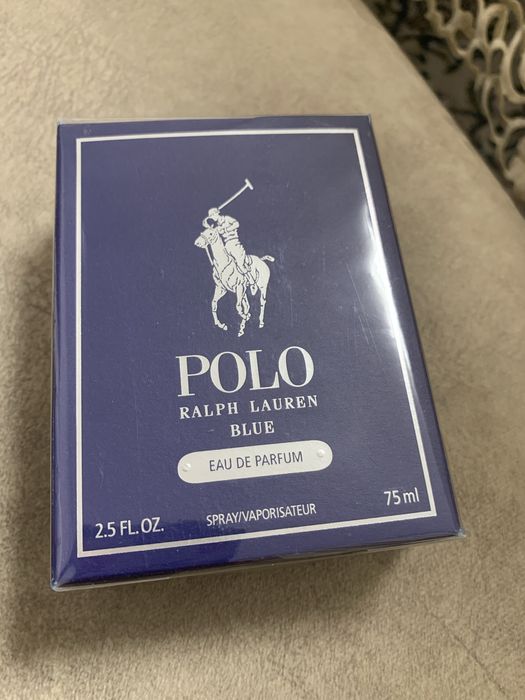 POLO
RALPH LAUREN
BLUE
EAU DE PARFUM
2.5 FL. OZ.
SPRAY/VAPORISATEUR
75 ml